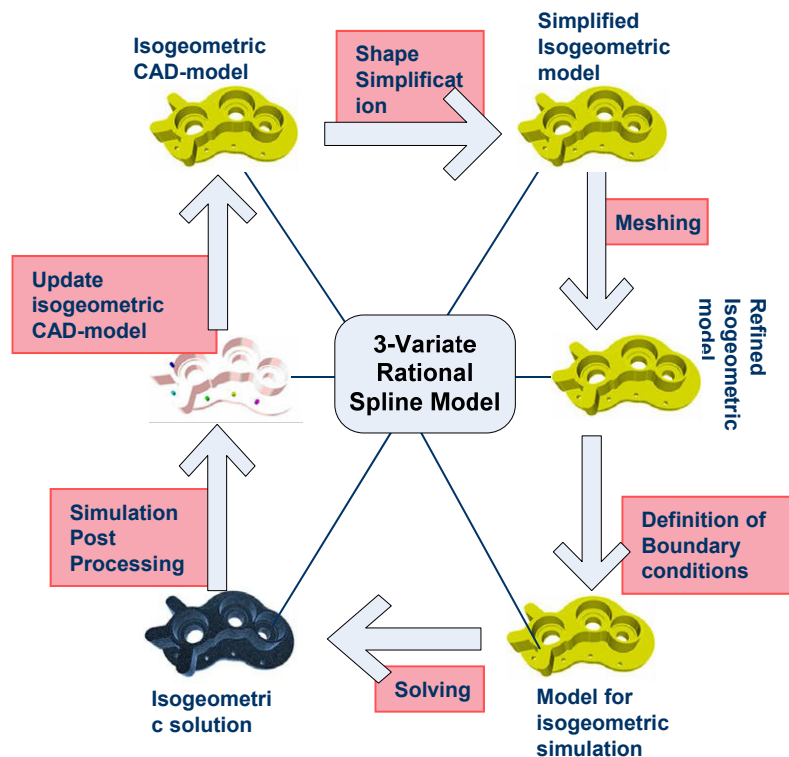 Isogeometric
CAD-model
Shape
Simplificat
ion
Simplified
Isogeometric
model
Meshing
Refined
Isogeometric
model
Definition of
Boundary
conditions
Model for
isogeometric
simulation
Solving
Isogeometri
c solution
Simulation
Post
Processing
Update
isogeometric
CAD-model
3-Variate
Rational
Spline Model